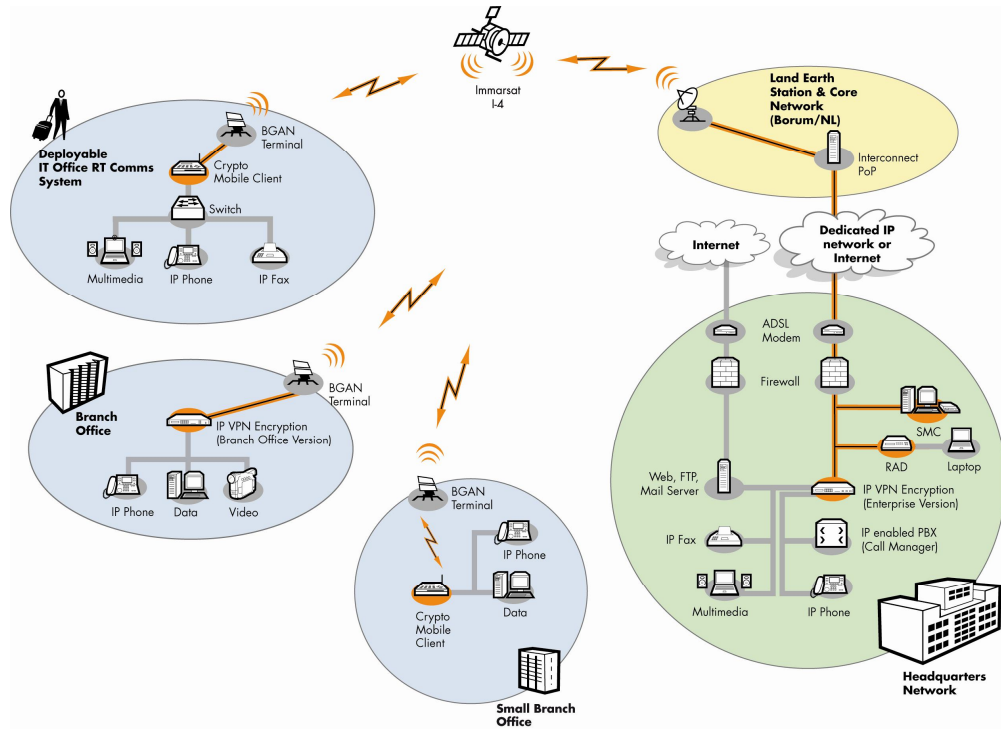 Immarsat
I-4
Deployable
IT Office RT Comms
System
BGAN
Terminal
Crypto
Mobile Client
Switch
Multimedia
IP Phone
IP Fax
Land Earth
Station & Core
Network
(Borum/NL)
Interconnect
PoP
Internet
Dedicated IP
network or
Internet
Branch
Office
BGAN
Terminal
IP VPN Encryption
(Branch Office Version)
IP Phone
Data
Video
BGAN
Terminal
IP Phone
Data
Crypto
Mobile
Client
Small Branch
Office
ADSL
Modem
Firewall
SMC
RAD
Laptop
Web, FTP,
Mail Server
IP VPN Encryption
(Enterprise Version)
IP Fax
IP enabled PBX
(Call Manager)
Multimedia
IP Phone
Headquarters
Network